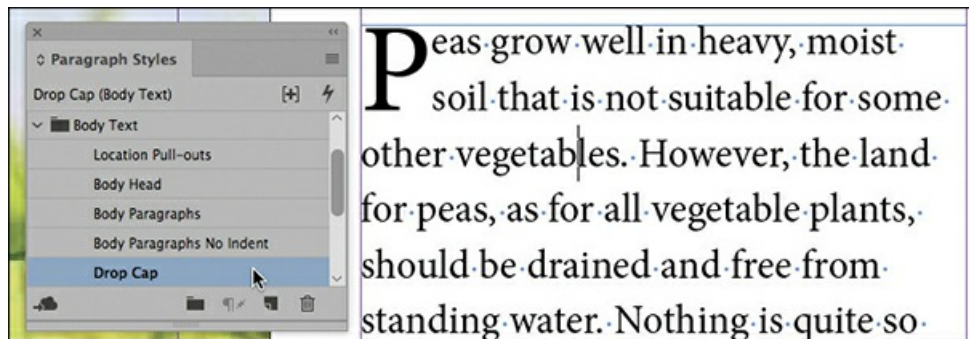 Paragraph Styles
Drop Cap (Body Text)
Body Text
Location Pull-outs
Body Head
Body Paragraphs
Body Paragraphs No Indent
Drop Cap
Peas grow well in heavy, moist
soil that is not suitable for some
other vegetables. However, the land
for peas, as for all vegetable plants,
should be drained and free from
standing water. Nothing is quite so